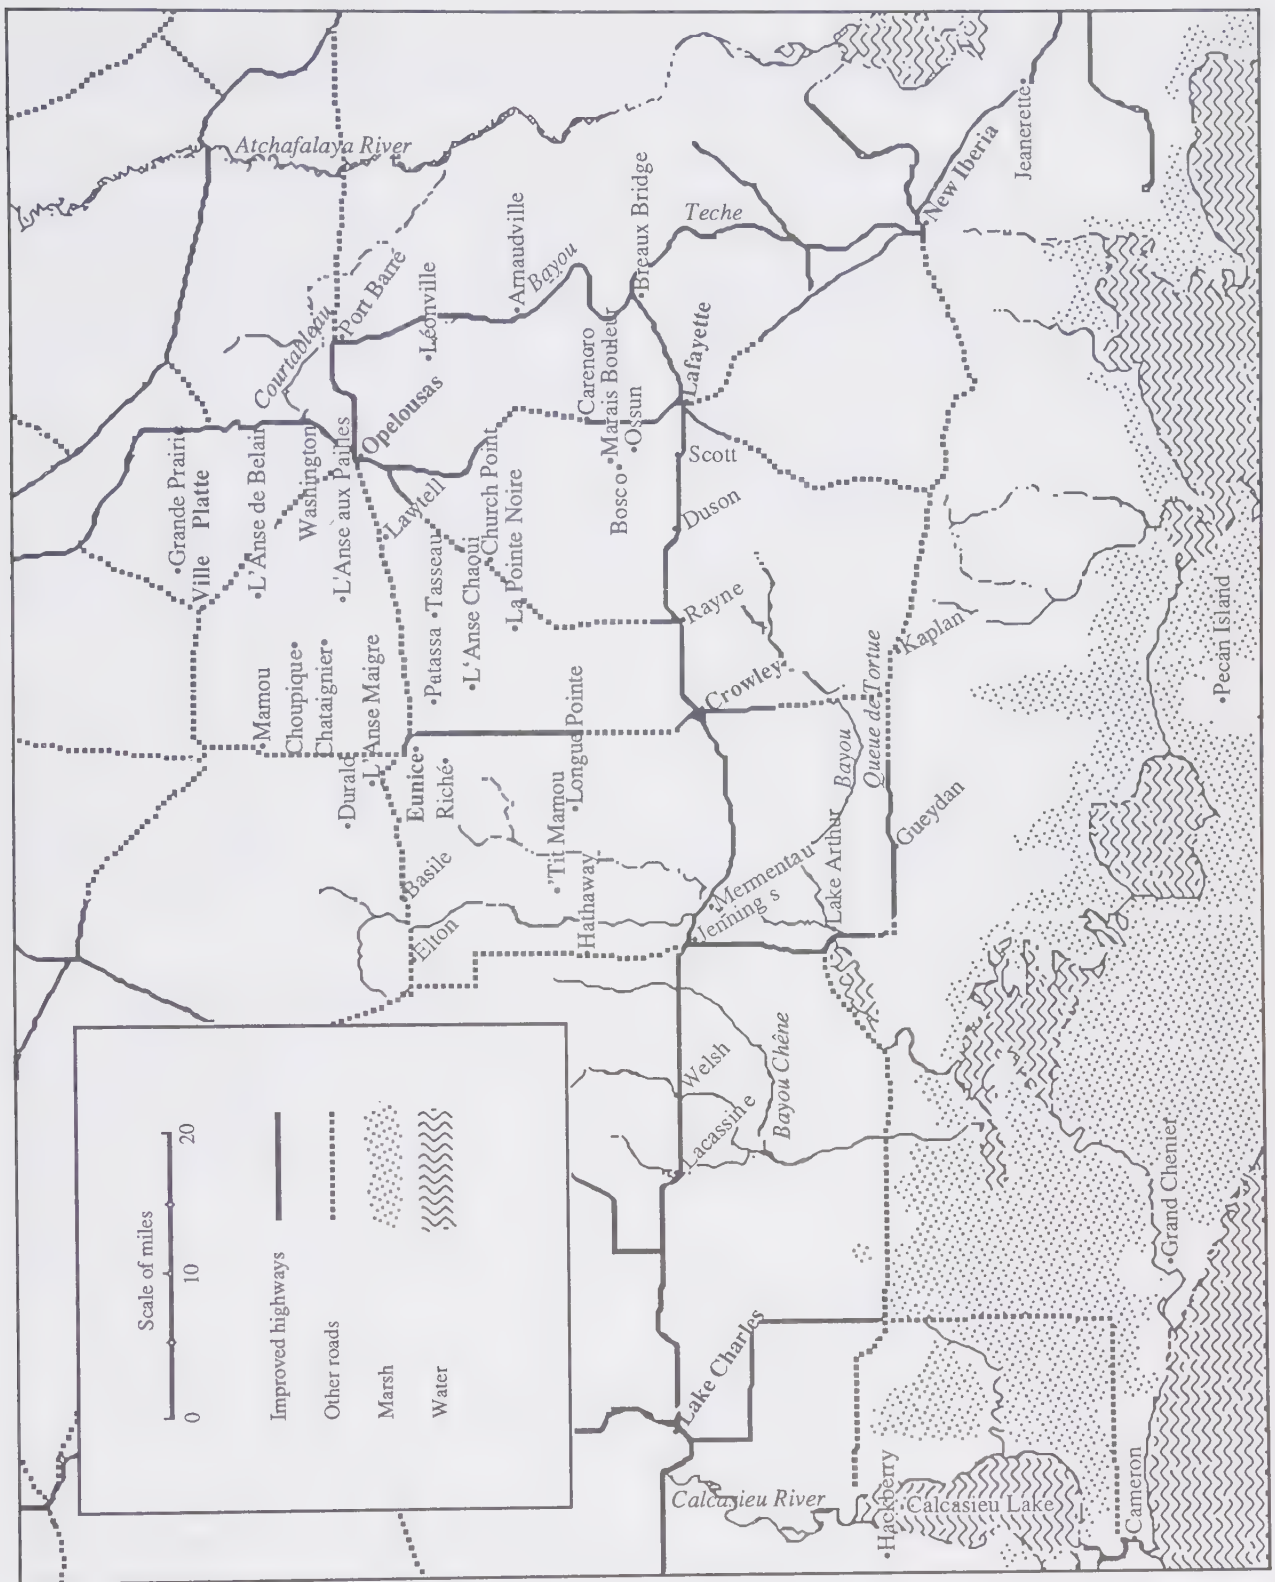 Scale of miles
0
10
20
Improved highways
Other roads
Marsh
Water
Atchafalaya River
Courtableau
Port Barré
Grande Prairie
Ville Platte
L'Anse de Belair
Washington
L'Anse aux Pailles
Opelousas
Léonville
Arnaudville
Bayou
Teche
Breaux Bridge
Lawtell
Church Point
La Pointe Noire
Carenoro
Marais Bouleur
Ossun
Bosco
Lafayette
Scott
Duson
New Iberia
Jeanerette
Mamou
Choupique
Chataignier
L'Anse Maigre
Durald
Patassa
Tasseau
L'Anse Chaoui
Eunice
Riché
Basile
Elton
'Tit Mamou
Longue Pointe
Hathaway
Rayne
Crowley
Mermentau
Jennings
Lake Arthur
Bayou
Queue de Tortue
Kaplan
Gueydan
Pecan Island
Welsh
Lacassine
Bayou Chêne
Grand Chenier
Lake Charles
Calcasieu River
Hackberry
Calcasieu Lake
Cameron